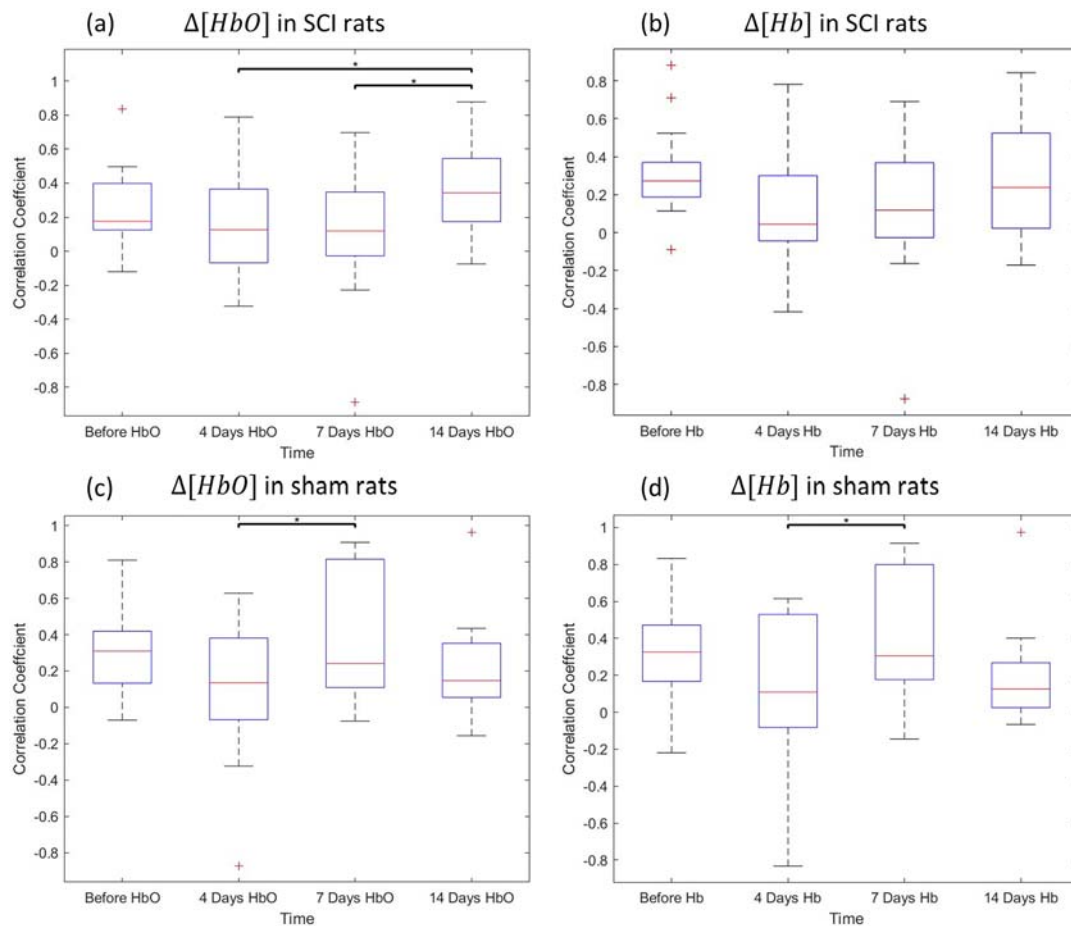 (a) Δ[HbO] in SCI rats
1
0.8
0.6
0.4
0.2
0
-0.2
-0.4
-0.6
-0.8
Correlation Coeffcient
*
*
Before HbO 4 Days HbO 7 Days HbO 14 Days HbO
Time
(b) Δ[Hb] in SCI rats
0.8
0.6
0.4
0.2
0
-0.2
-0.4
-0.6
-0.8
Correlation Coeffcient
Before Hb 4 Days Hb 7 Days Hb 14 Days Hb
Time
(c) Δ[HbO] in sham rats
1
0.8
0.6
0.4
0.2
0
-0.2
-0.4
-0.6
-0.8
Correlation Coeffcient
*
Before HbO 4 Days HbO 7 Days HbO 14 Days HbO
Time
(d) Δ[Hb] in sham rats
1
0.8
0.6
0.4
0.2
0
-0.2
-0.4
-0.6
-0.8
Correlation Coeffcient
*
Before Hb 4 Days Hb 7 Days Hb 14 Days Hb
Time